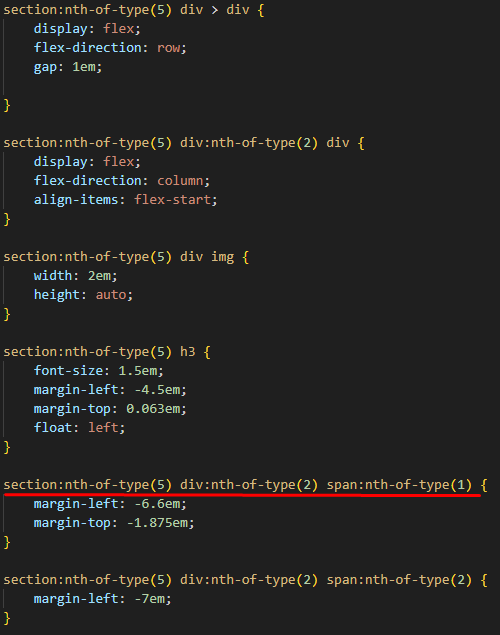 section:nth-of-type(5) div > div {
    display: flex;
    flex-direction: row;
    gap: 1em;

}

section:nth-of-type(5) div:nth-of-type(2) div {
    display: flex;
    flex-direction: column;
    align-items: flex-start;
}

section:nth-of-type(5) div img {
    width: 2em;
    height: auto;
}

section:nth-of-type(5) h3 {
    font-size: 1.5em;
    margin-left: -4.5em;
    margin-top: 0.063em;
    float: left;
}

section:nth-of-type(5) div:nth-of-type(2) span:nth-of-type(1) {
    margin-left: -6.6em;
    margin-top: -1.875em;
}

section:nth-of-type(5) div:nth-of-type(2) span:nth-of-type(2) {
    margin-left: -7em;
}